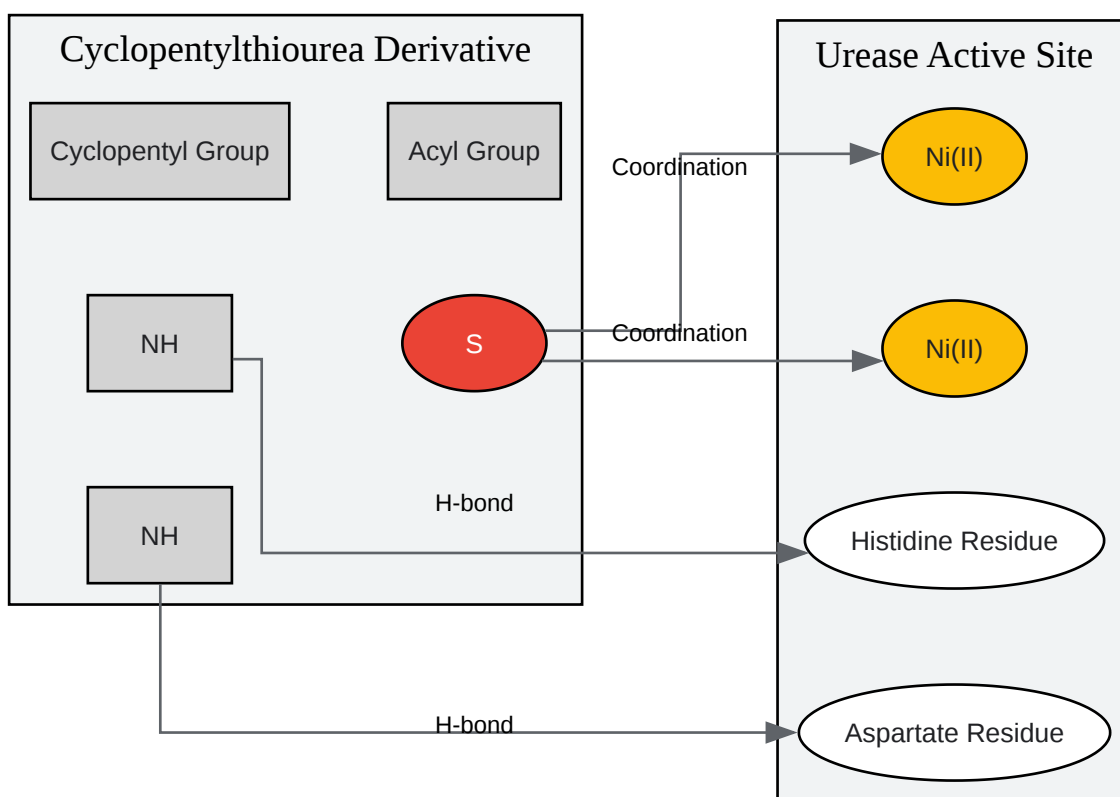 Cyclopentylthiourea Derivative
Urease Active Site
Cyclopentyl Group
Acyl Group
Coordination
Ni(II)
NH
S
Coordination
Ni(II)
H-bond
NH
Histidine Residue
H-bond
Aspartate Residue